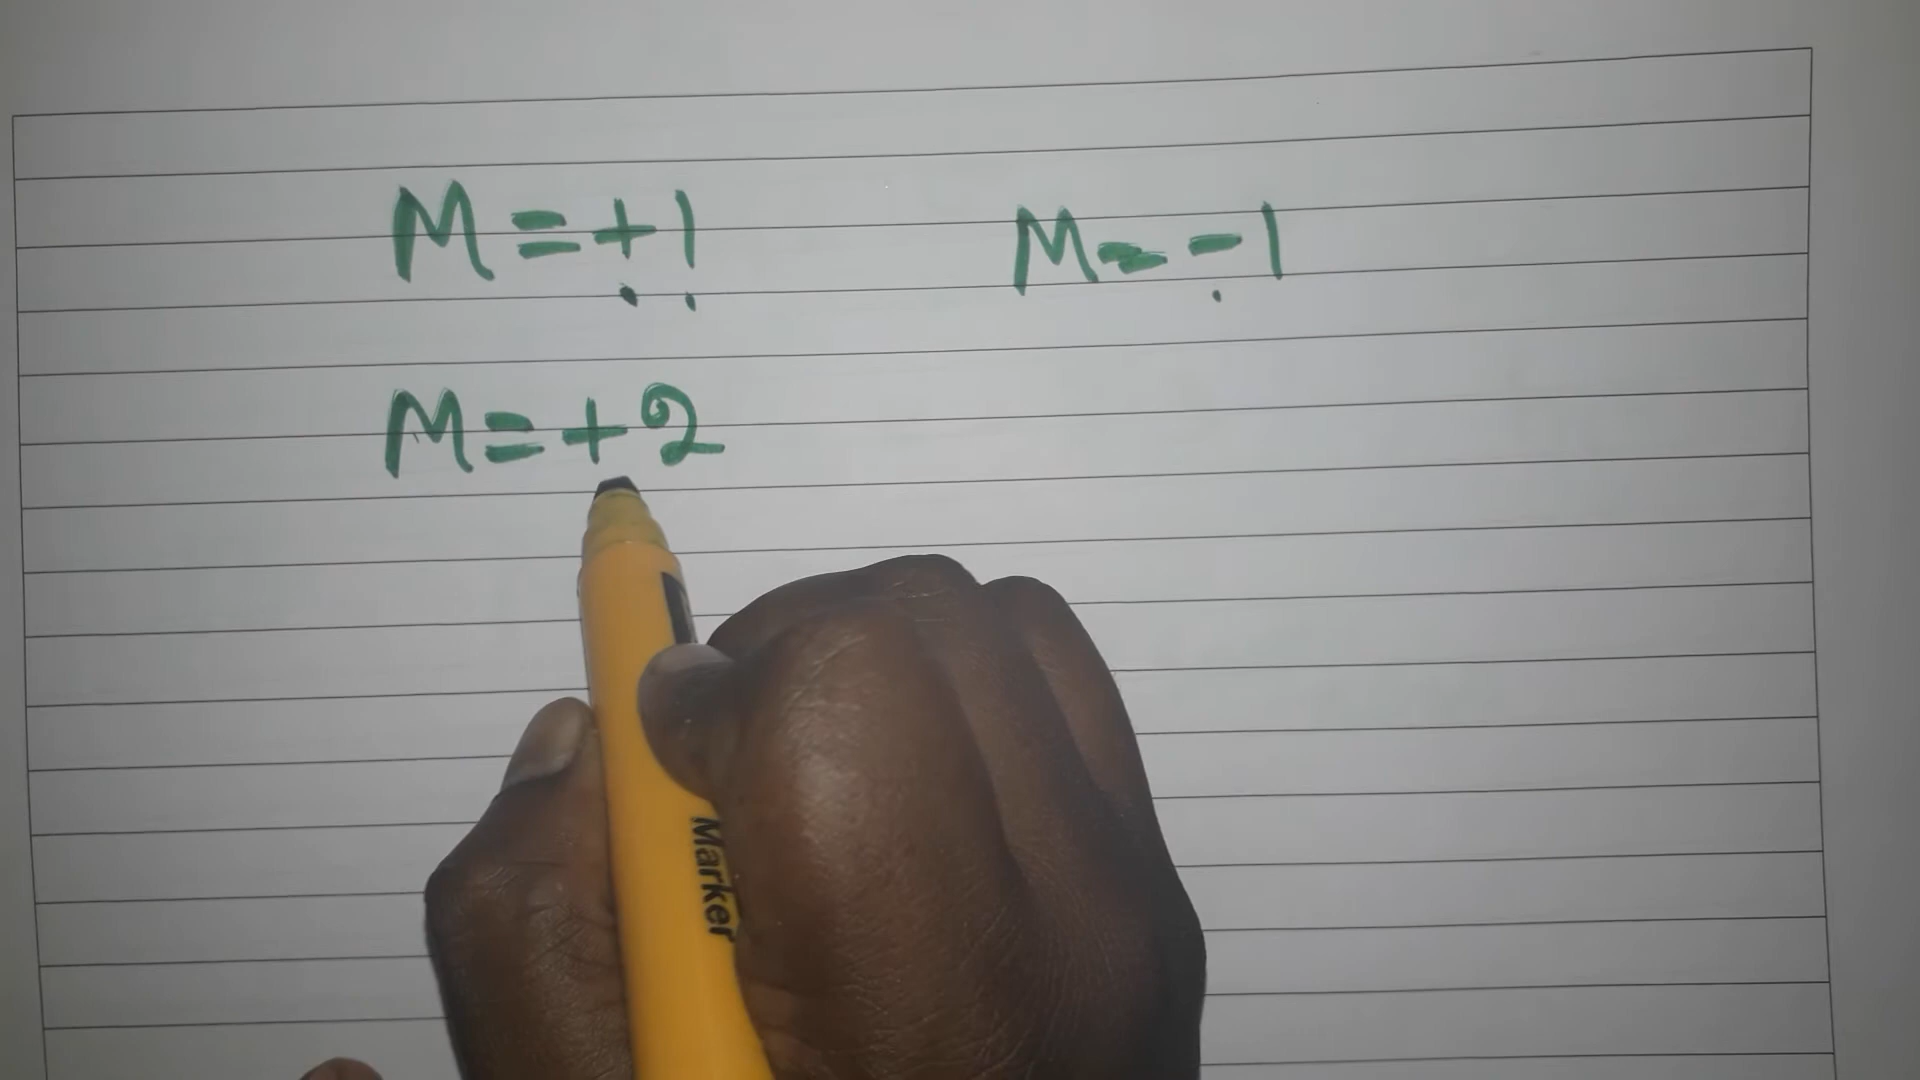 M = +1 M = -1
M = +2
Marker